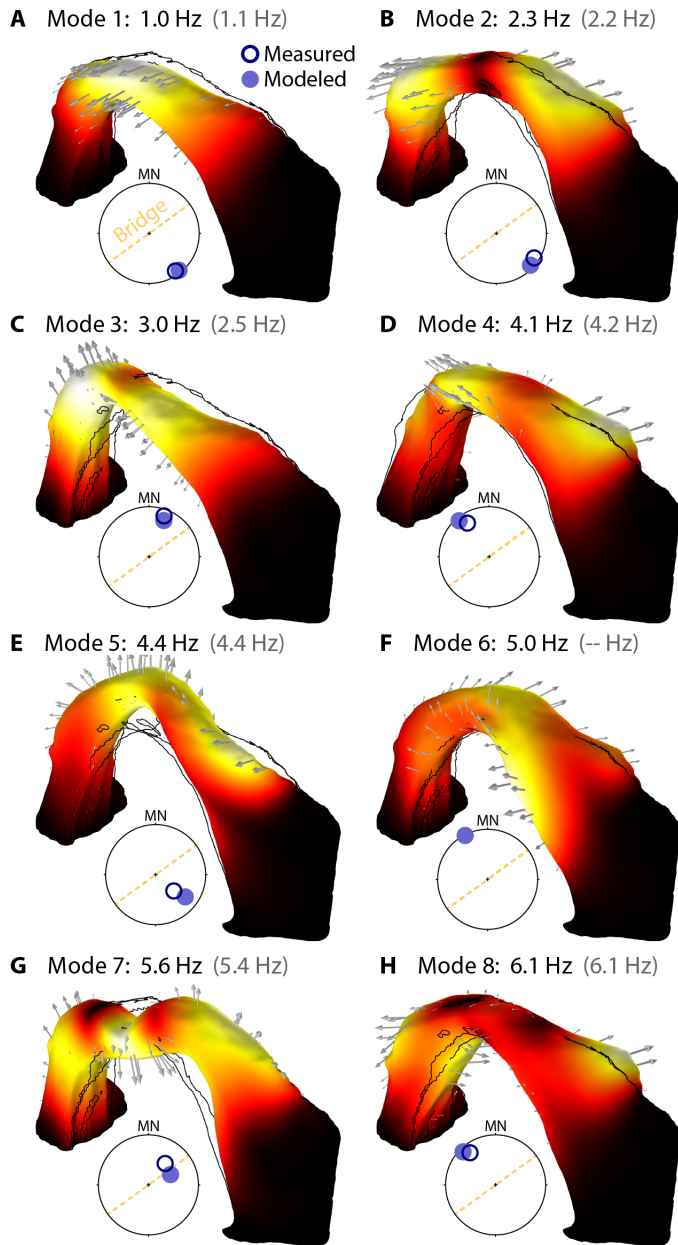 A Mode 1: 1.0 Hz (1.1 Hz)
Measured
Modeled
MN
Bridge
B Mode 2: 2.3 Hz (2.2 Hz)
MN
C Mode 3: 3.0 Hz (2.5 Hz)
MN
D Mode 4: 4.1 Hz (4.2 Hz)
MN
E Mode 5: 4.4 Hz (4.4 Hz)
MN
F Mode 6: 5.0 Hz (-- Hz)
MN
G Mode 7: 5.6 Hz (5.4 Hz)
MN
H Mode 8: 6.1 Hz (6.1 Hz)
MN